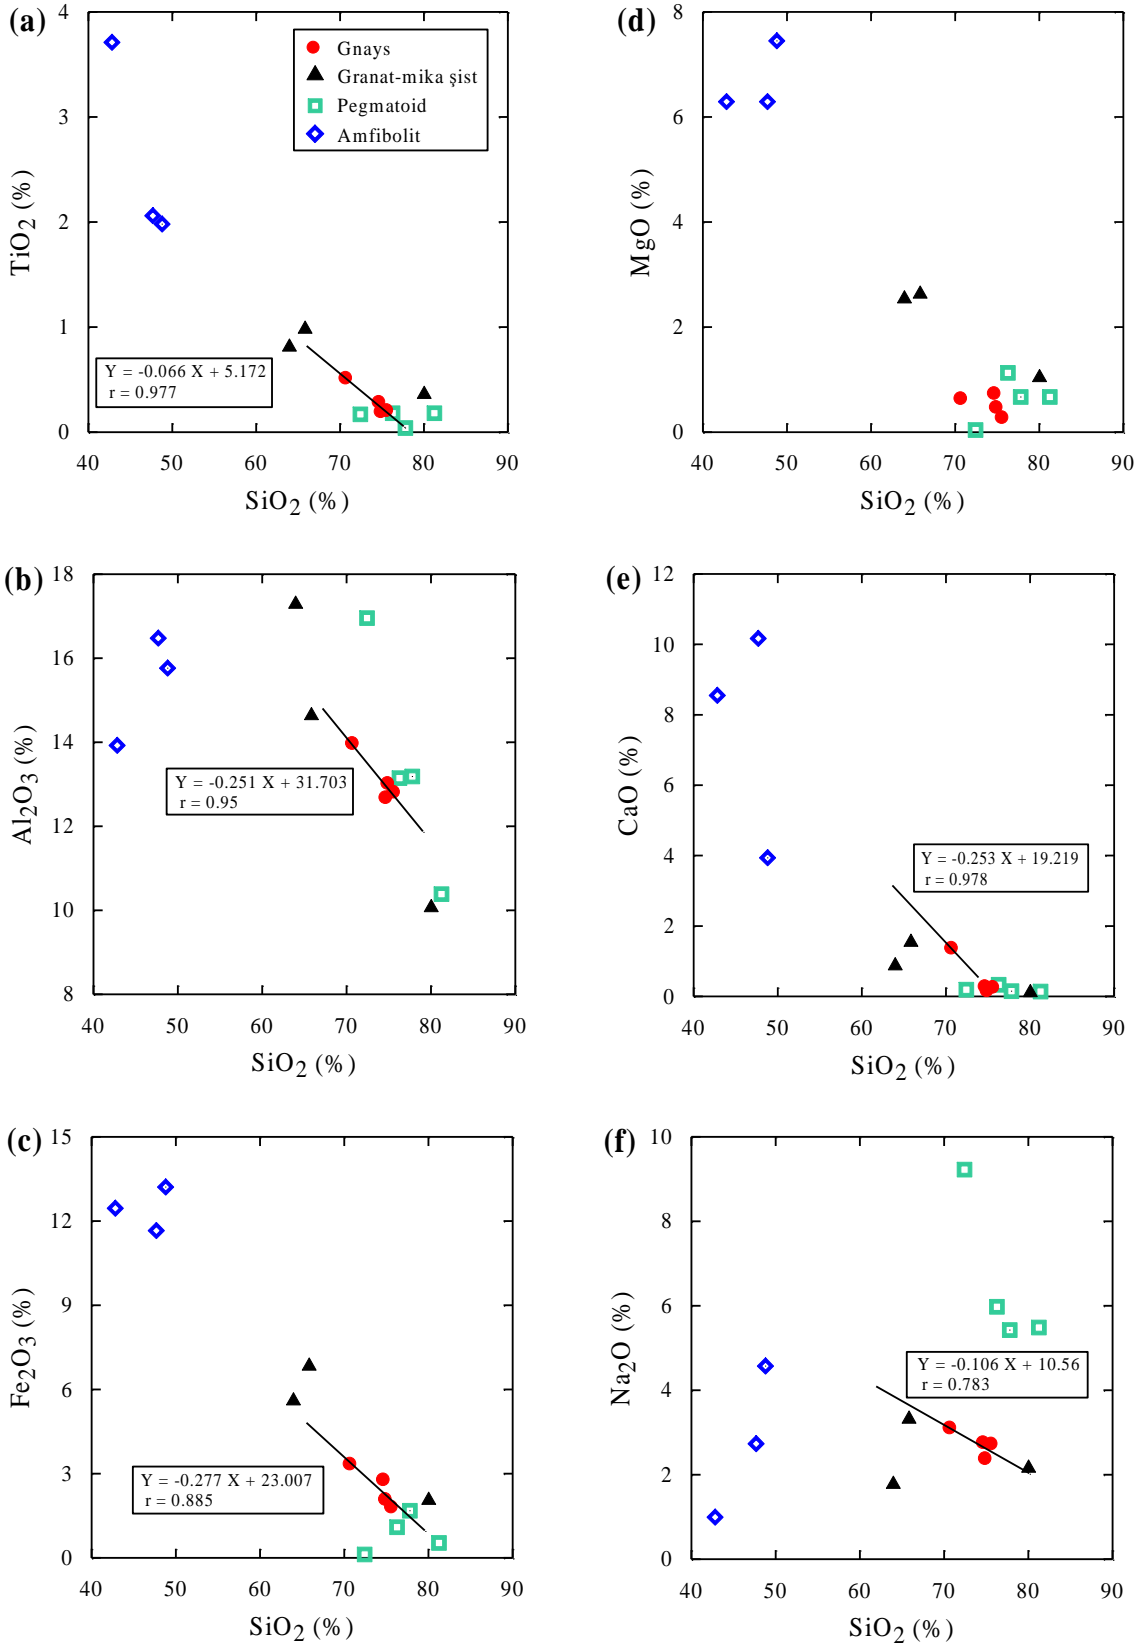 (a)
4
3
2
1
0
TiO2 (%)
Gnays
Granat-mika şist
Pegmatoid
Amfibolit
Y = -0.066 X + 5.172
r = 0.977
40 50 60 70 80 90
SiO2 (%)
(d)
8
6
4
2
0
MgO (%)
40 50 60 70 80 90
SiO2 (%)
(b)
18
16
14
12
10
8
Al2O3 (%)
Y = -0.251 X + 31.703
r = 0.95
40 50 60 70 80 90
SiO2 (%)
(e)
12
10
8
6
4
2
0
CaO (%)
Y = -0.253 X + 19.219
r = 0.978
40 50 60 70 80 90
SiO2 (%)
(c)
15
12
9
6
3
0
Fe2O3 (%)
Y = -0.277 X + 23.007
r = 0.885
40 50 60 70 80 90
SiO2 (%)
(f)
10
8
6
4
2
0
Na2O (%)
Y = -0.106 X + 10.56
r = 0.783
40 50 60 70 80 90
SiO2 (%)